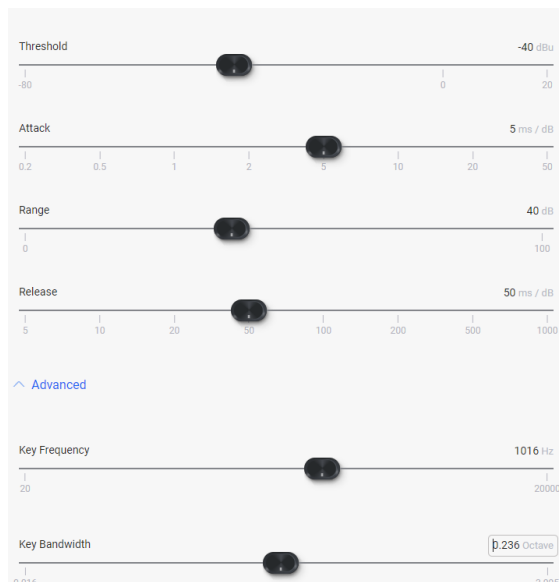 Threshold -40 dBu
-80 0 20
Attack 5 ms / dB
0.2 0.5 1 2 5 10 20 50
Range 40 dB
0 100
Release 50 ms / dB
5 10 20 50 100 200 500 1000
Advanced
Key Frequency 1016 Hz
20 20000
Key Bandwidth 0.236 Octave